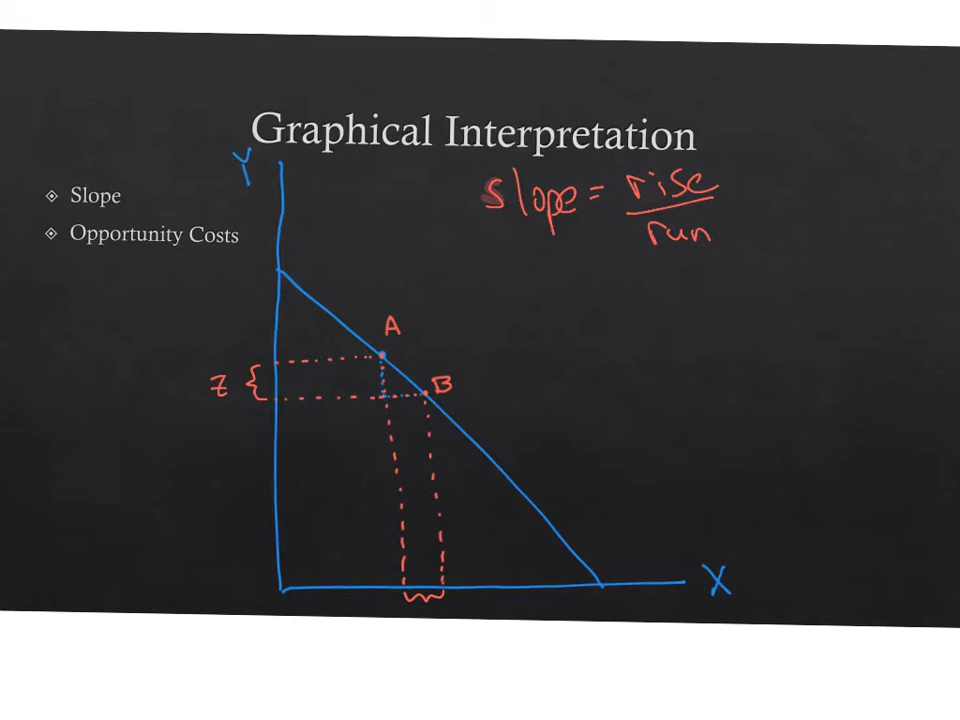 Graphical Interpretation
Slope
Opportunity Costs
slope = rise/run
Y
A
B
z {
X